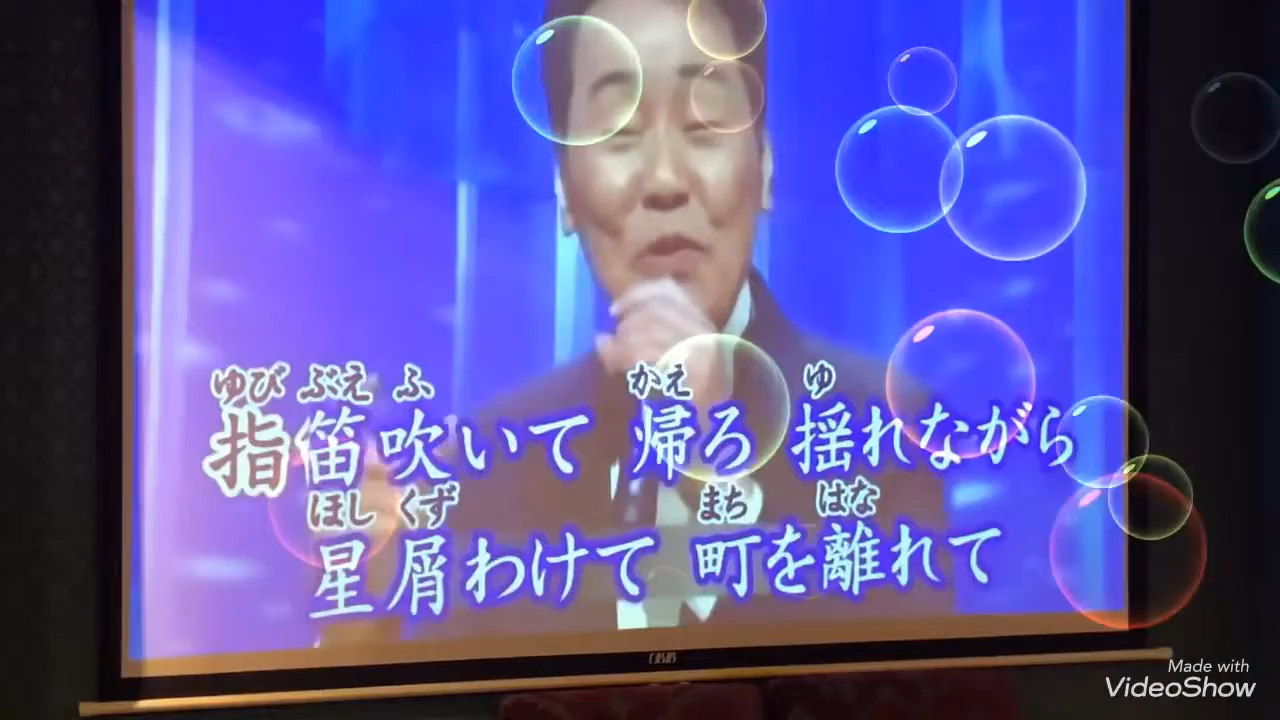 ゆび ぶえ ふ かえ ゆ
指笛吹いて 帰ろ 揺れながら
ほし くず まち はな
星屑わけて 町を離れて
Made with
VideoShow